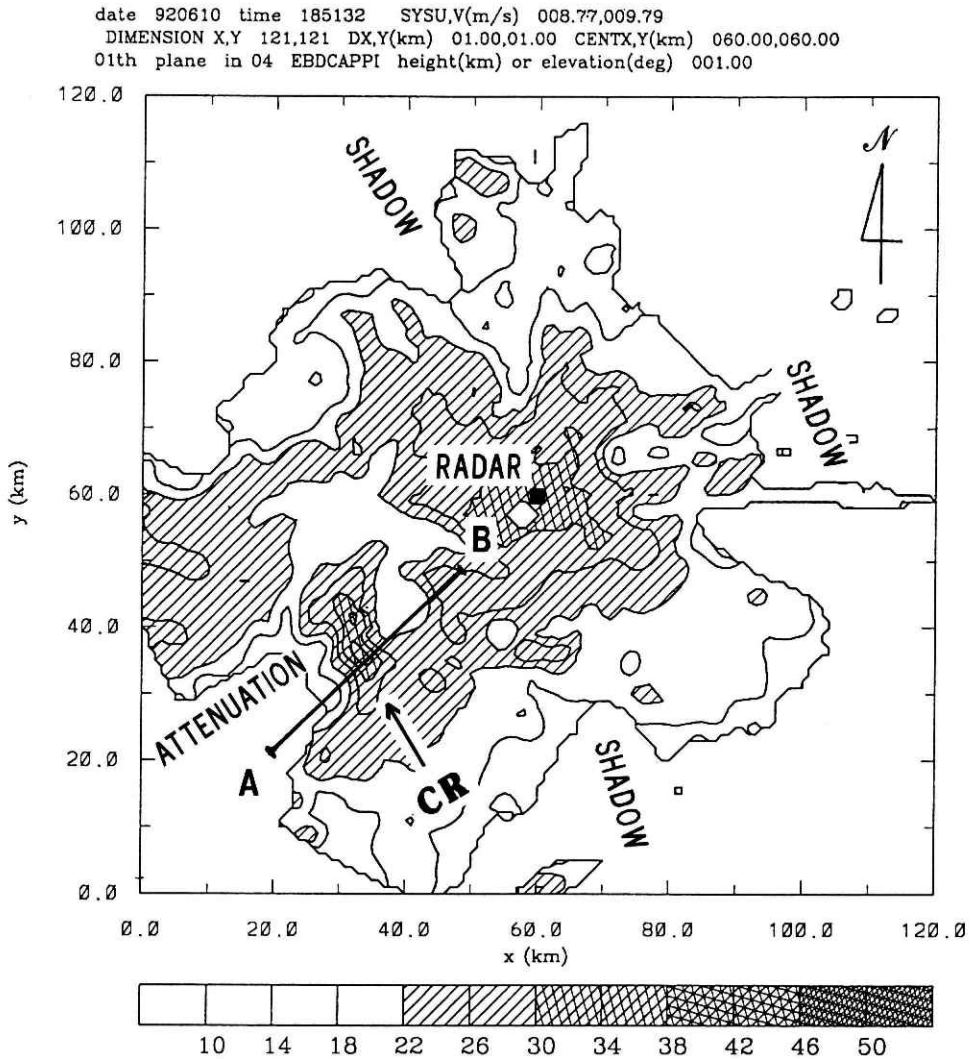 date 920610 time 185132 SYSU,V(m/s) 008.77,009.79
DIMENSION X,Y 121,121 DX,Y(km) 01.00,01.00 CENTX,Y(km) 060.00,060.00
01th plane in 04 EBDCAPPI height(km) or elevation(deg) 001.00
120.0
100.0
80.0
60.0
40.0
20.0
0.0
y (km)
SHADOW
N
SHADOW
RADAR
B
ATTENUATION
A
CR
SHADOW
0.0 20.0 40.0 60.0 80.0 100.0 120.0
x (km)
10 14 18 22 26 30 34 38 42 46 50